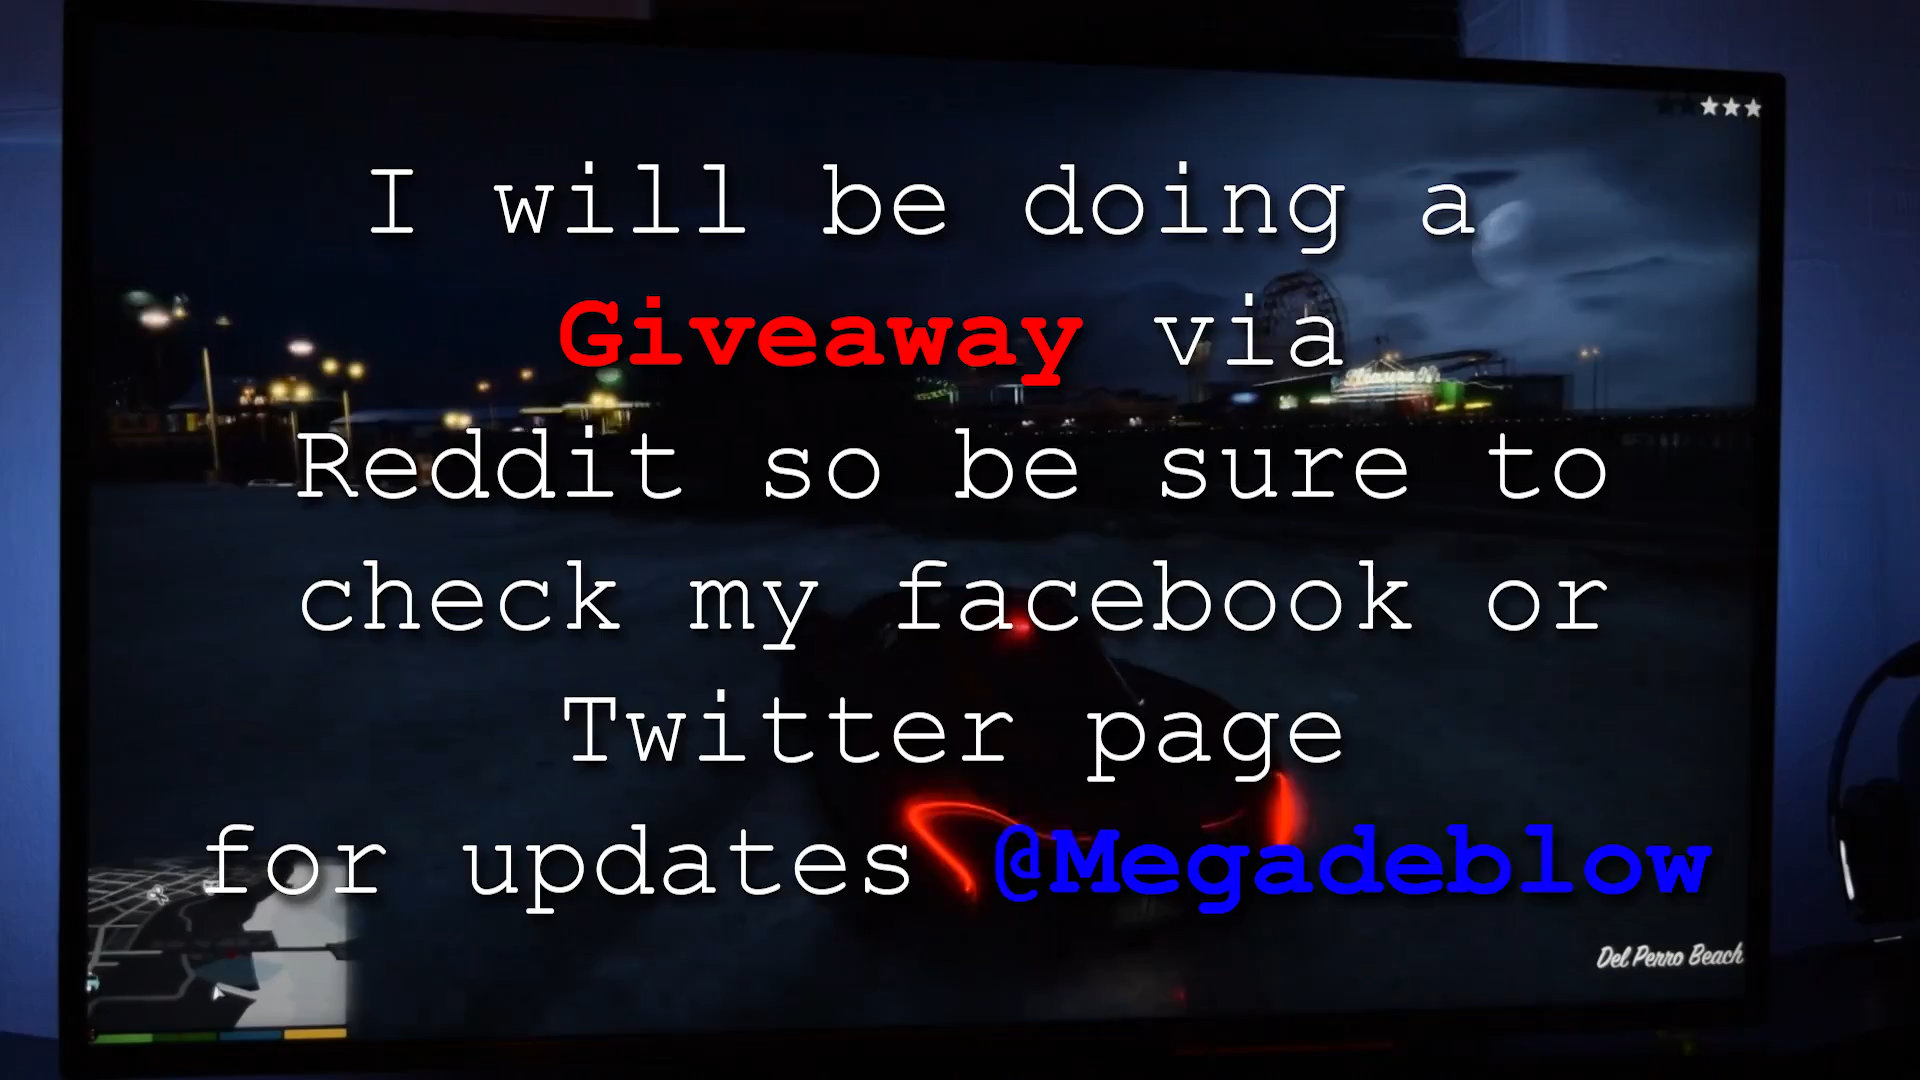 I will be doing a
Giveaway via
Reddit so be sure to
check my facebook or
Twitter page
for updates @Megadeblow
Del Perro Beach